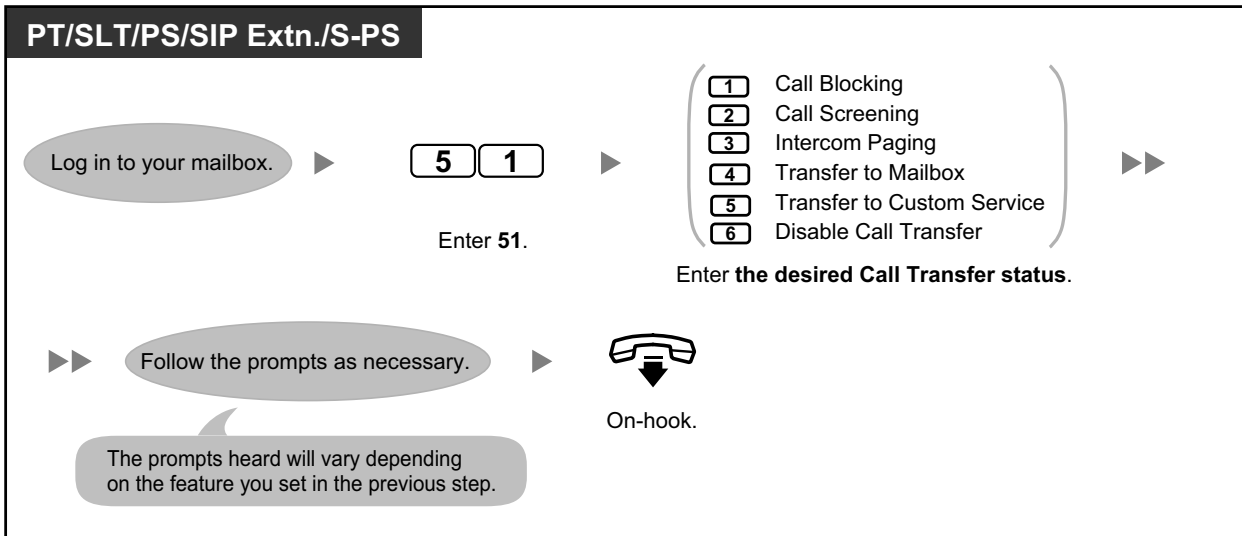 PT/SLT/PS/SIP Extn./S-PS
Log in to your mailbox.
5 1
Enter 51.
1 Call Blocking
2 Call Screening
3 Intercom Paging
4 Transfer to Mailbox
5 Transfer to Custom Service
6 Disable Call Transfer
Enter the desired Call Transfer status.
Follow the prompts as necessary.
The prompts heard will vary depending
on the feature you set in the previous step.
On-hook.